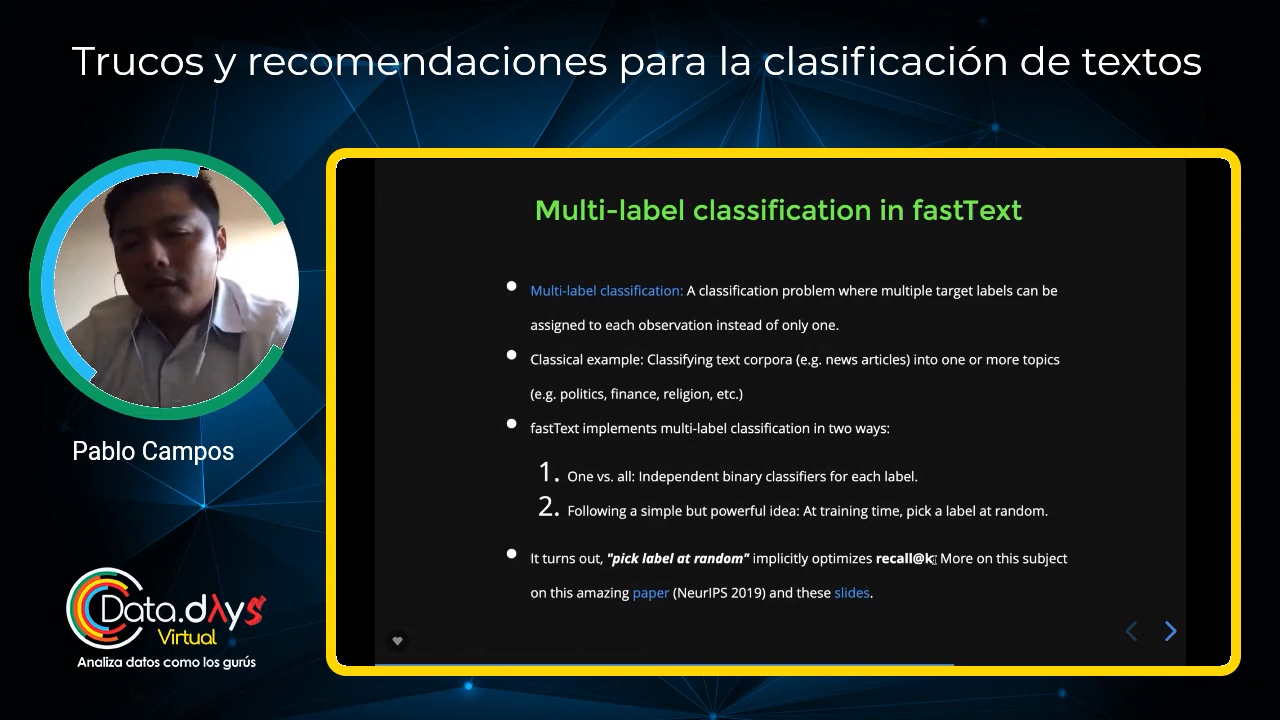 Trucos y recomendaciones para la clasificación de textos
Multi-label classification in fastText
Multi-label classification: A classification problem where multiple target labels can be
assigned to each observation instead of only one.
Classical example: Classifying text corpora (e.g. news articles) into one or more topics
(e.g. politics, finance, religion, etc.)
fastText implements multi-label classification in two ways:
1. One vs. all: Independent binary classifiers for each label.
2. Following a simple but powerful idea: At training time, pick a label at random.
It turns out, "pick label at random" implicitly optimizes recall@k. More on this subject
on this amazing paper (NeurIPS 2019) and these slides.
Pablo Campos
Data.dλys
Virtual
Analiza datos como los gurús